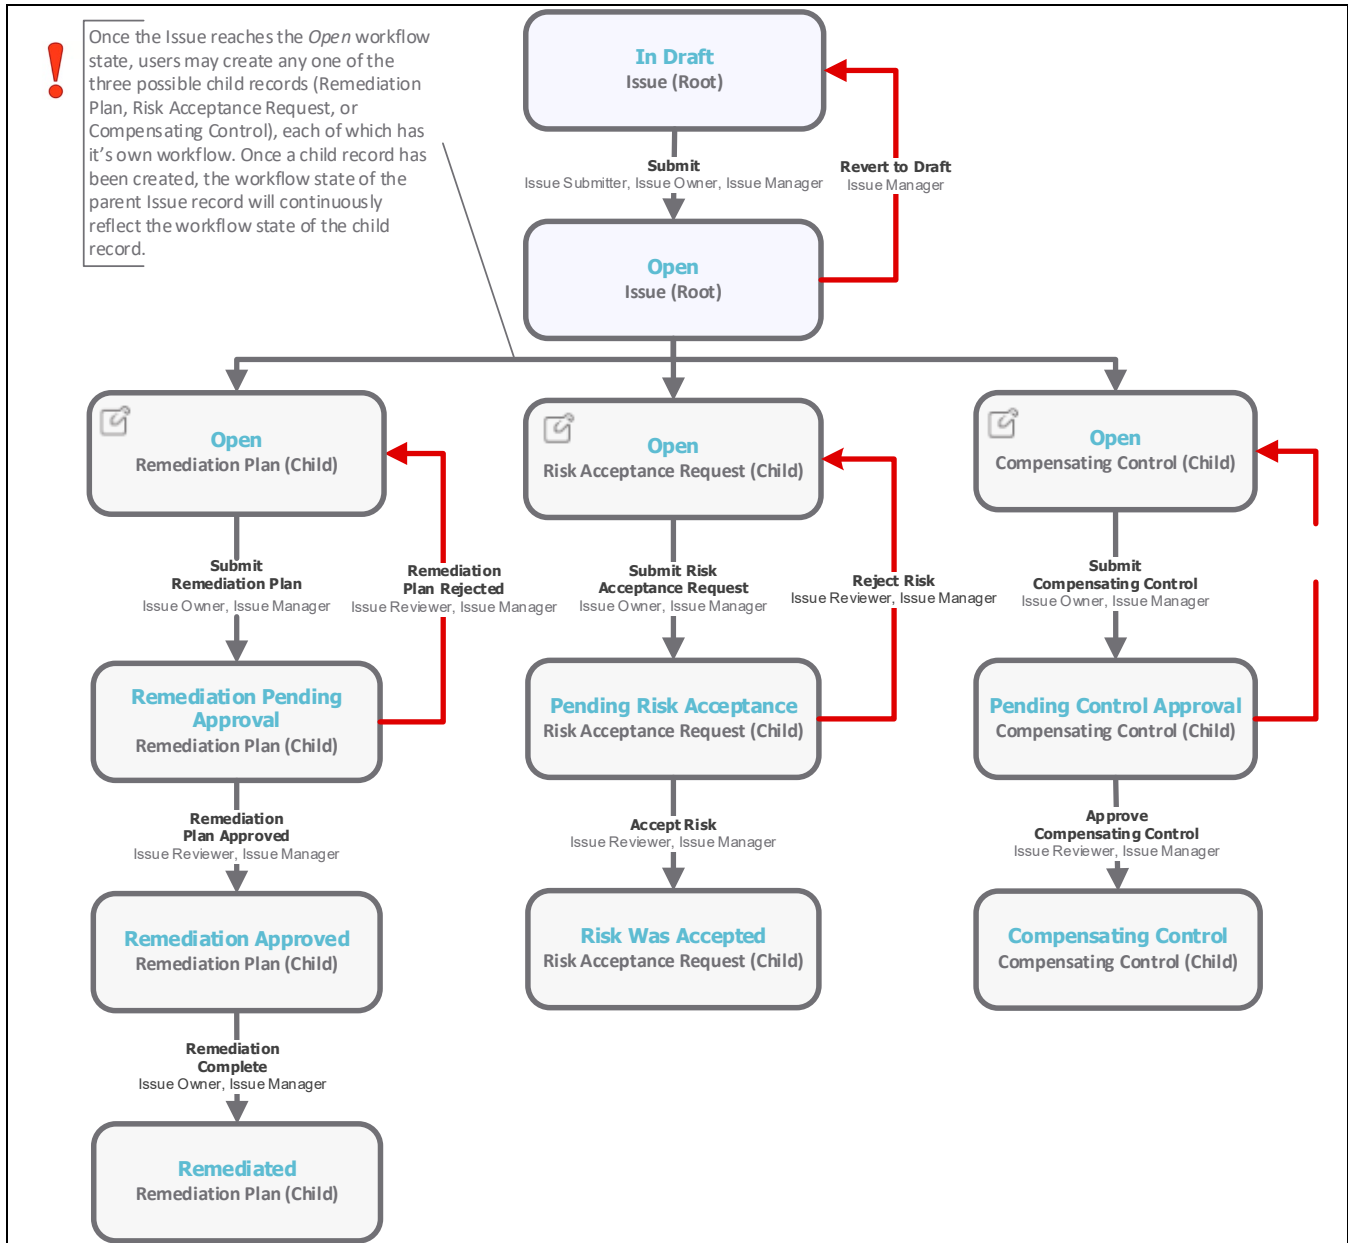 Once the Issue reaches the Open workflow
state, users may create any one of the
three possible child records (Remediation
Plan, Risk Acceptance Request, or
Compensating Control), each of which has
it's own workflow. Once a child record has
been created, the workflow state of the
parent Issue record will continuously
reflect the workflow state of the child
record.
In Draft
Issue (Root)
Submit
Issue Submitter, Issue Owner, Issue Manager
Revert to Draft
Issue Manager
Open
Issue (Root)
Open
Remediation Plan (Child)
Open
Risk Acceptance Request (Child)
Open
Compensating Control (Child)
Submit
Remediation Plan
Issue Owner, Issue Manager
Remediation
Plan Rejected
Issue Reviewer, Issue Manager
Submit Risk
Acceptance Request
Issue Owner, Issue Manager
Reject Risk
Issue Reviewer, Issue Manager
Submit
Compensating Control
Issue Owner, Issue Manager
Remediation Pending
Approval
Remediation Plan (Child)
Pending Risk Acceptance
Risk Acceptance Request (Child)
Pending Control Approval
Compensating Control (Child)
Remediation
Plan Approved
Issue Reviewer, Issue Manager
Accept Risk
Issue Reviewer, Issue Manager
Approve
Compensating Control
Issue Reviewer, Issue Manager
Remediation Approved
Remediation Plan (Child)
Risk Was Accepted
Risk Acceptance Request (Child)
Compensating Control
Compensating Control (Child)
Remediation
Complete
Issue Owner, Issue Manager
Remediated
Remediation Plan (Child)